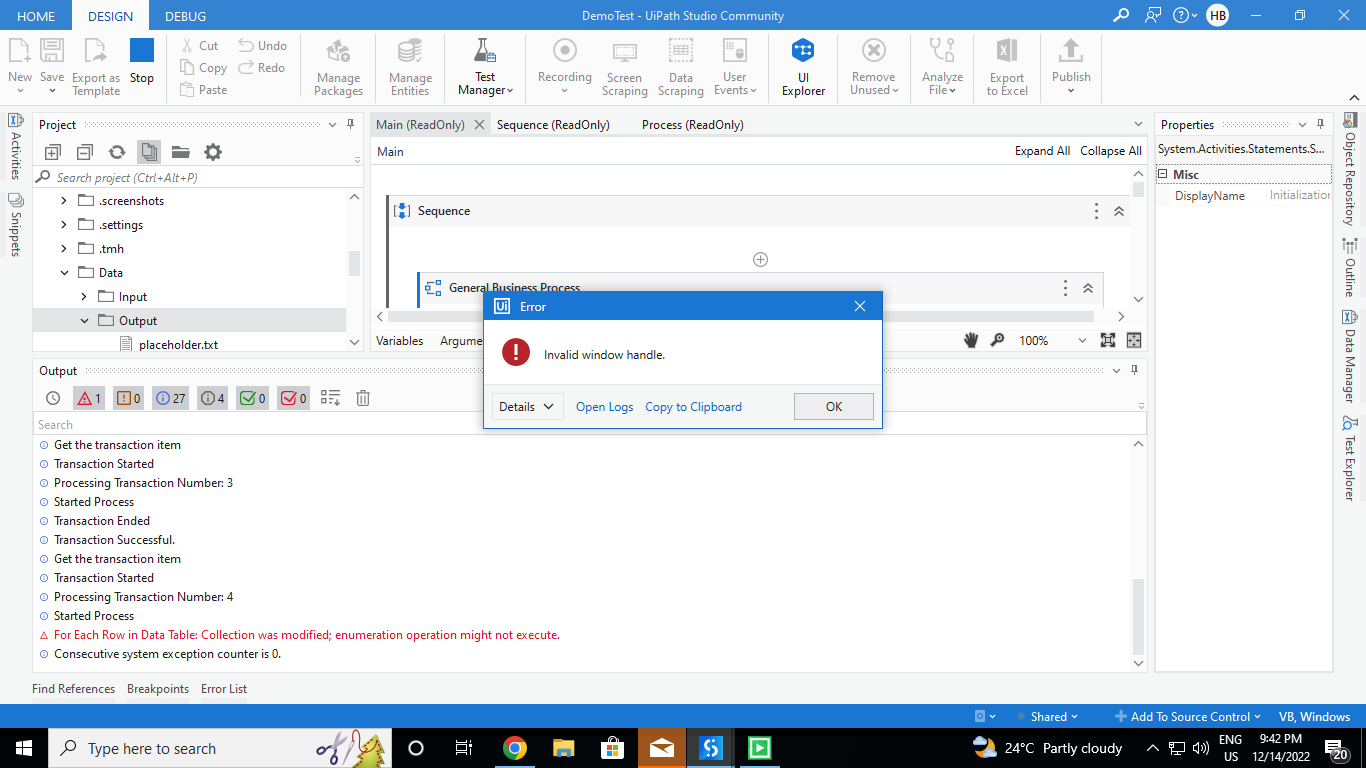 HOME DESIGN DEBUG DemoTest - UiPath Studio Community HB
New Save Export as Template Stop Cut Copy Paste Undo Redo Manage Packages Manage Entities Test Manager Recording Screen Scraping Data Scraping User Events UI Explorer Remove Unused Analyze File Export to Excel Publish
Activities
Snippets
Project
Search project (Ctrl+Alt+P)
.screenshots
.settings
.tmh
Data
Input
Output
placeholder.txt
Main (ReadOnly) Sequence (ReadOnly) Process (ReadOnly)
Main Expand All Collapse All
Sequence
General Business Process
Variables Argume 100%
Properties
System.Activities.Statements.S...
Misc
DisplayName Initialization
Object Repository
Outline
Data Manager
Test Explorer
Ui Error
Invalid window handle.
Details Open Logs Copy to Clipboard OK
Output
1 0 27 4 0 0
Search
Get the transaction item
Transaction Started
Processing Transaction Number: 3
Started Process
Transaction Ended
Transaction Successful.
Get the transaction item
Transaction Started
Processing Transaction Number: 4
Started Process
For Each Row in Data Table: Collection was modified; enumeration operation might not execute.
Consecutive system exception counter is 0.
Find References Breakpoints Error List
Shared Add To Source Control VB, Windows
Type here to search 24°C Partly cloudy ENG US 9:42 PM 12/14/2022 20